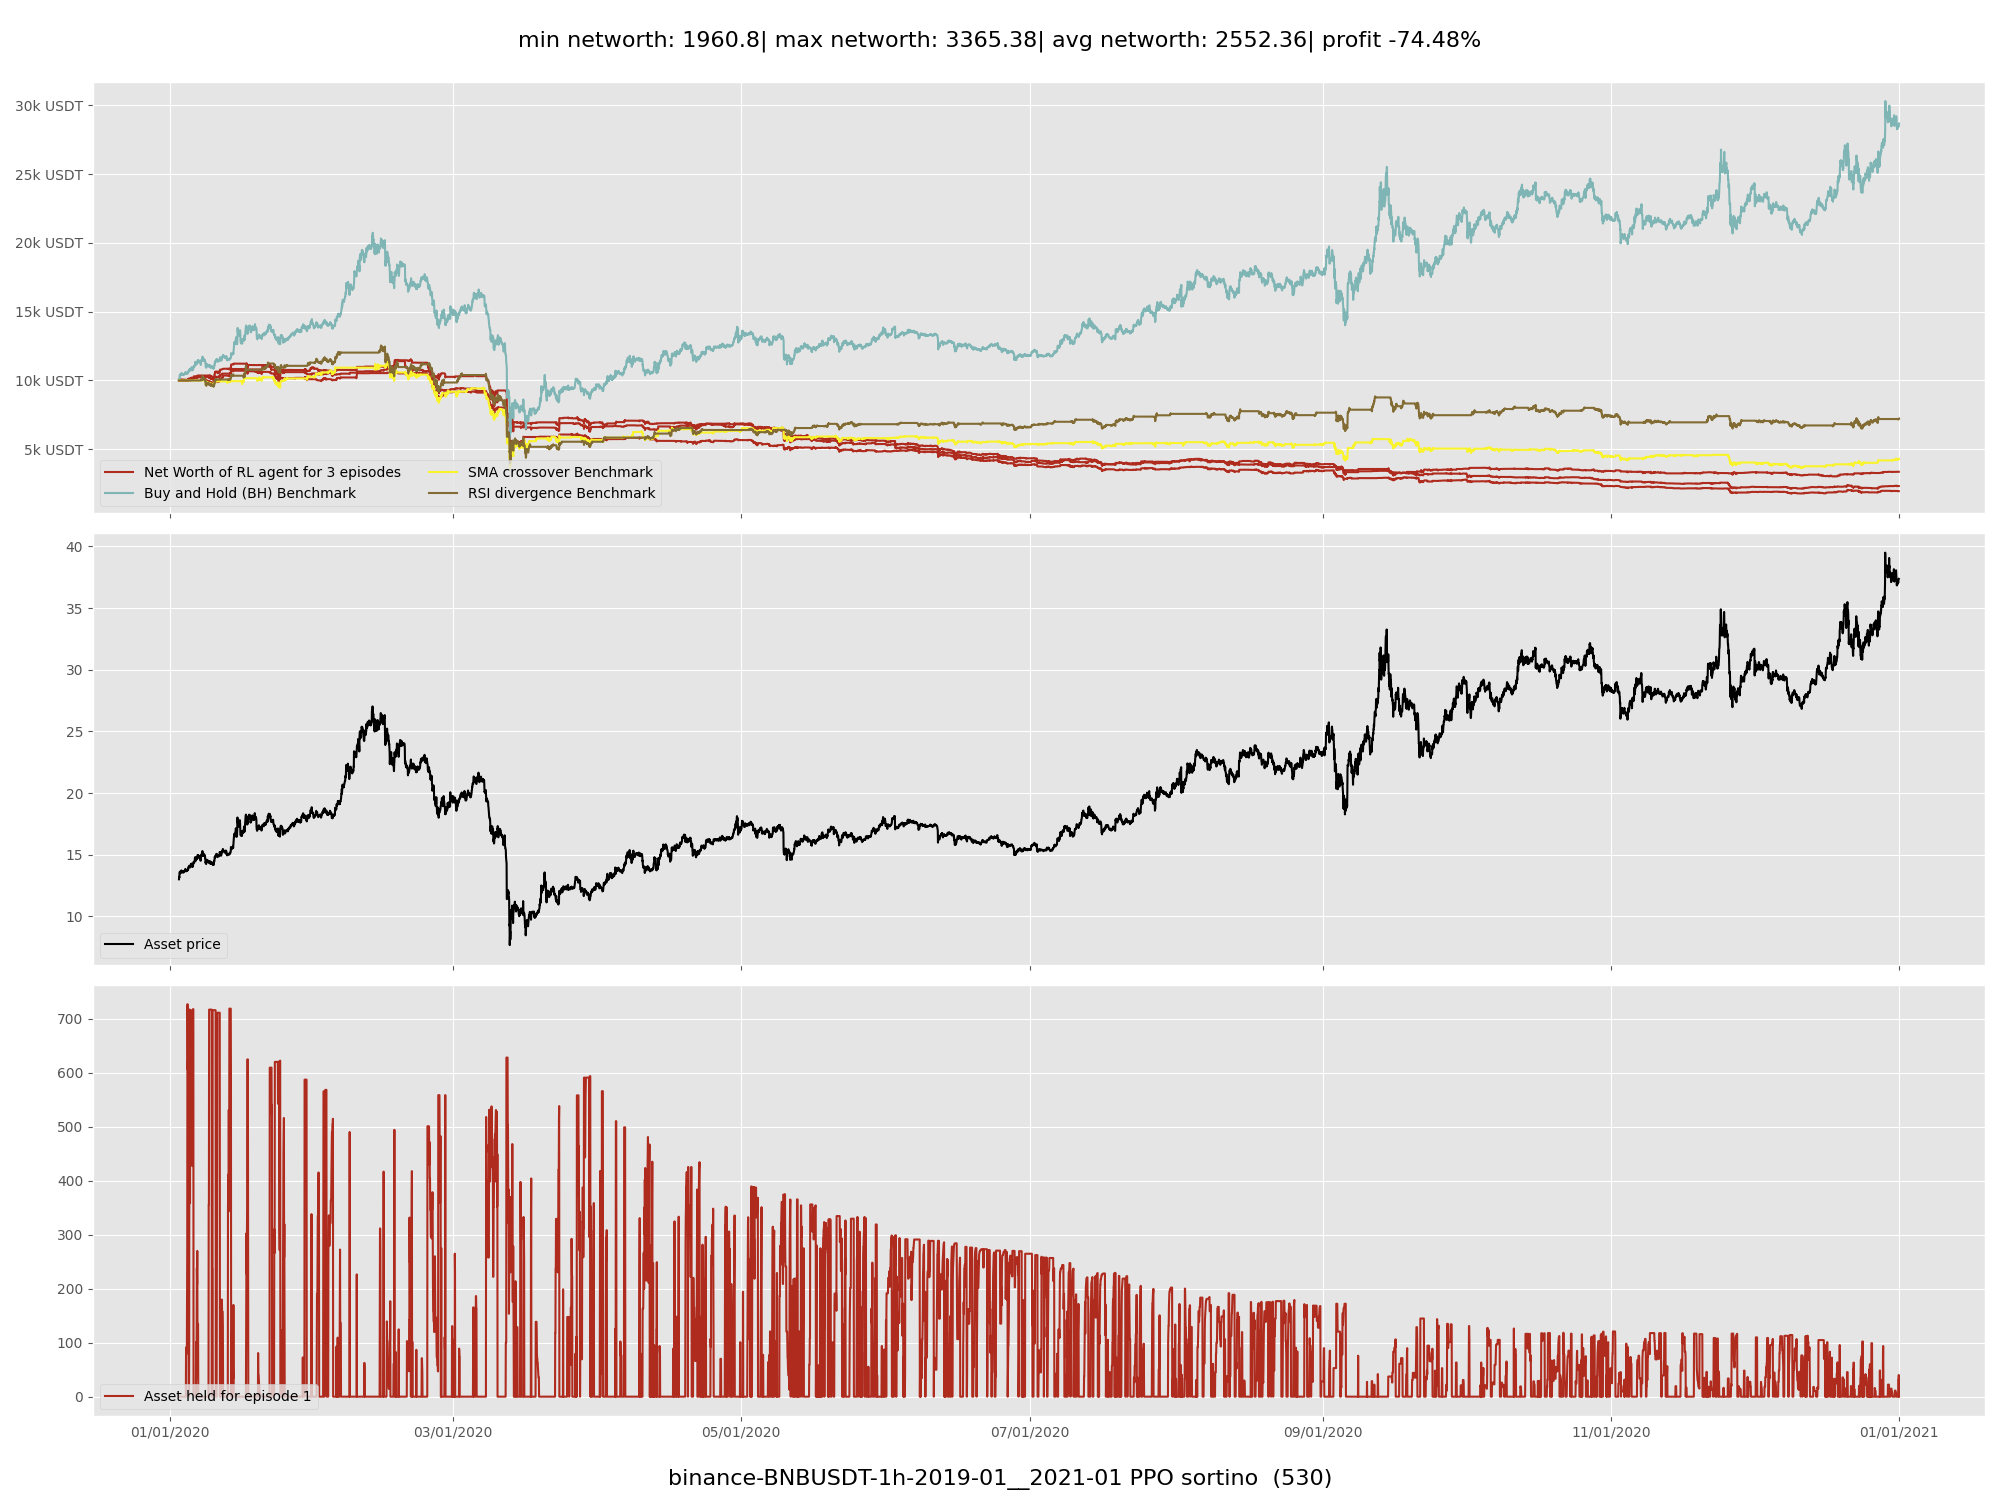 min networth: 1960.8| max networth: 3365.38| avg networth: 2552.36| profit -74.48%
30k USDT
25k USDT
20k USDT
15k USDT
10k USDT
5k USDT
Net Worth of RL agent for 3 episodes
Buy and Hold (BH) Benchmark
SMA crossover Benchmark
RSI divergence Benchmark
40
35
30
25
20
15
10
Asset price
700
600
500
400
300
200
100
0
Asset held for episode 1
01/01/2020 03/01/2020 05/01/2020 07/01/2020 09/01/2020 11/01/2020 01/01/2021
binance-BNBUSDT-1h-2019-01__2021-01 PPO sortino (530)